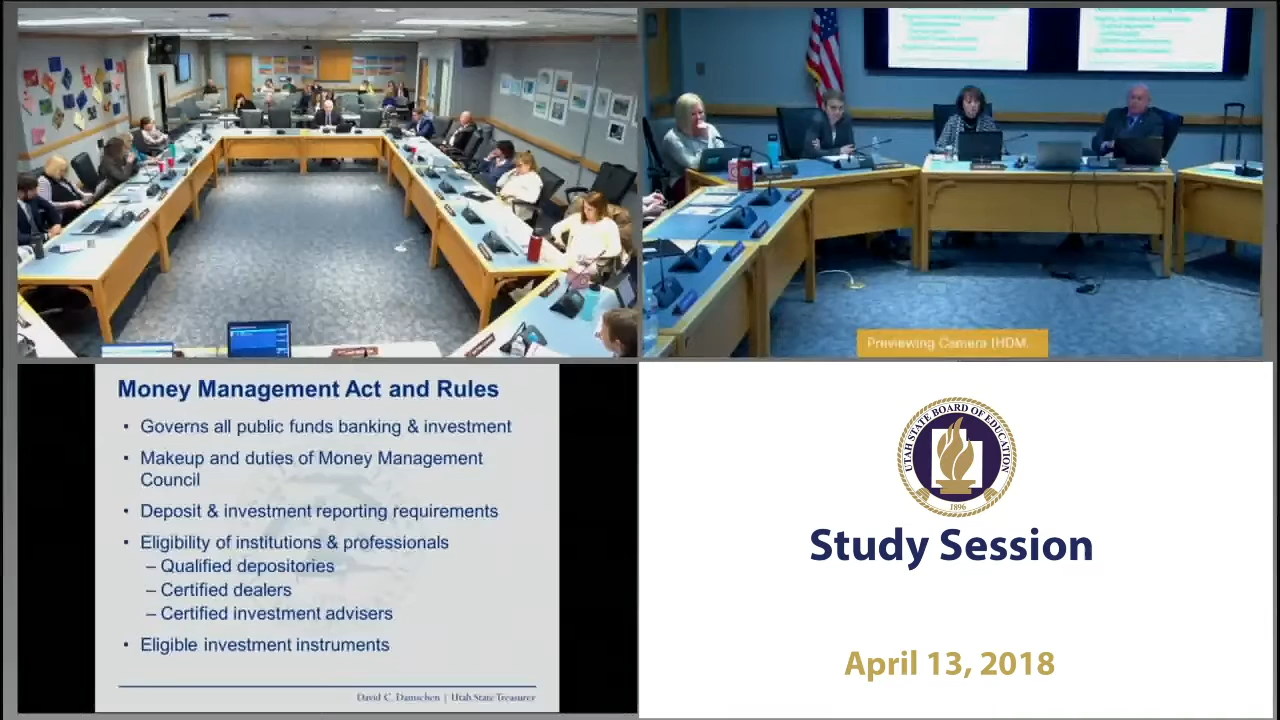 Previewing Camera (HDM.
Money Management Act and Rules
• Governs all public funds banking & investment
• Makeup and duties of Money Management
Council
• Deposit & investment reporting requirements
• Eligibility of institutions & professionals
– Qualified depositories
– Certified dealers
– Certified investment advisers
• Eligible investment instruments
David C. Damschen | Utah State Treasurer
UTAH STATE BOARD OF EDUCATION
1896
Study Session
April 13, 2018